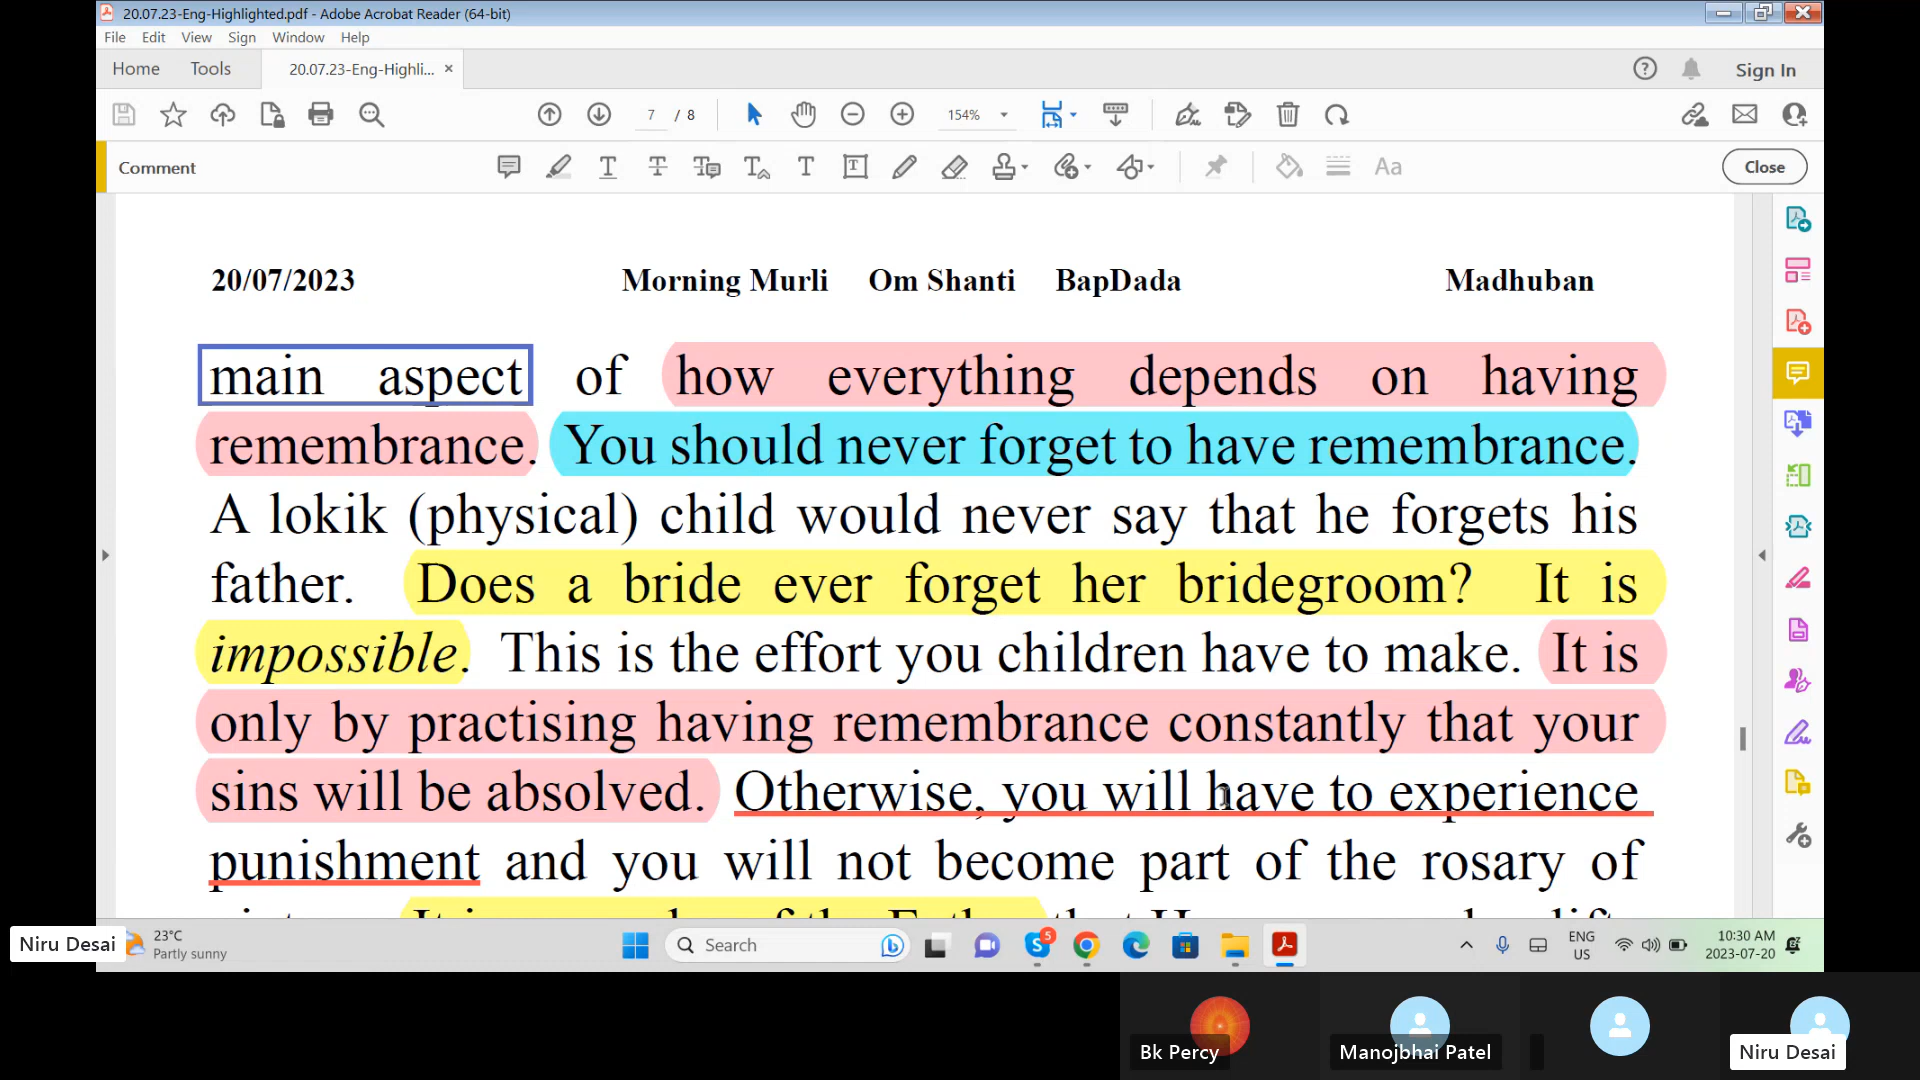 20.07.23-Eng-Highlighted.pdf - Adobe Acrobat Reader (64-bit)
File Edit View Sign Window Help
Home Tools 20.07.23-Eng-Highli... × Sign In
7 / 8 154%
Comment Close
20/07/2023 Morning Murli Om Shanti BapDada Madhuban
main aspect of how everything depends on having
remembrance. You should never forget to have remembrance.
A lokik (physical) child would never say that he forgets his
father. Does a bride ever forget her bridegroom? It is
impossible. This is the effort you children have to make. It is
only by practising having remembrance constantly that your
sins will be absolved. Otherwise, you will have to experience
punishment and you will not become part of the rosary of
Niru Desai
23°C
Partly sunny
Search
5
ENG
US
10:30 AM
2023-07-20
Bk Percy
Manojbhai Patel
Niru Desai